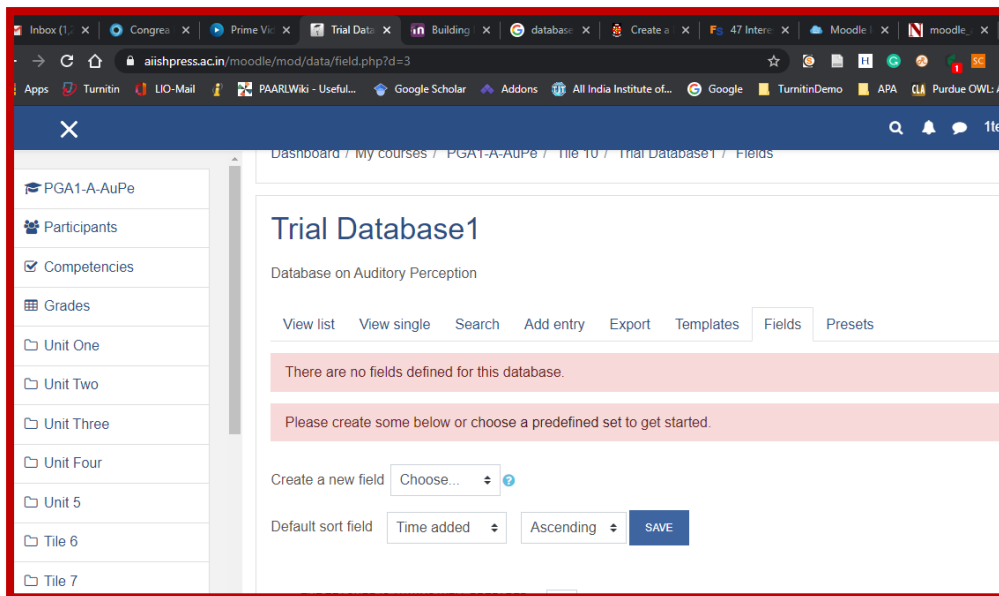 Inbox (1,2 Congrea Prime Vid Trial Data Building database Create a 47 Intere Moodle moodle_
aiishpress.ac.in/moodle/mod/data/field.php?d=3
Apps Turnitin LIO-Mail PAARLWiki - Useful... Google Scholar Addons All India Institute of... Google TurnitinDemo APA Purdue OWL: A
1te
Dashboard / My courses / PGA1-A-AuPe / Tile 10 / Trial Database1 / Fields
PGA1-A-AuPe
Participants
Competencies
Grades
Unit One
Unit Two
Unit Three
Unit Four
Unit 5
Tile 6
Tile 7
Trial Database1
Database on Auditory Perception
View list View single Search Add entry Export Templates Fields Presets
There are no fields defined for this database.
Please create some below or choose a predefined set to get started.
Create a new field Choose...
Default sort field Time added Ascending SAVE